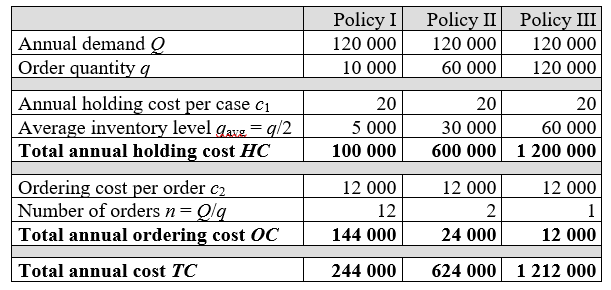 Policy I Policy II Policy III
Annual demand Q 120 000 120 000 120 000
Order quantity q 10 000 60 000 120 000
Annual holding cost per case c₁ 20 20 20
Average inventory level qavg = q/2 5 000 30 000 60 000
Total annual holding cost HC 100 000 600 000 1 200 000
Ordering cost per order c₂ 12 000 12 000 12 000
Number of orders n = Q/q 12 2 1
Total annual ordering cost OC 144 000 24 000 12 000
Total annual cost TC 244 000 624 000 1 212 000